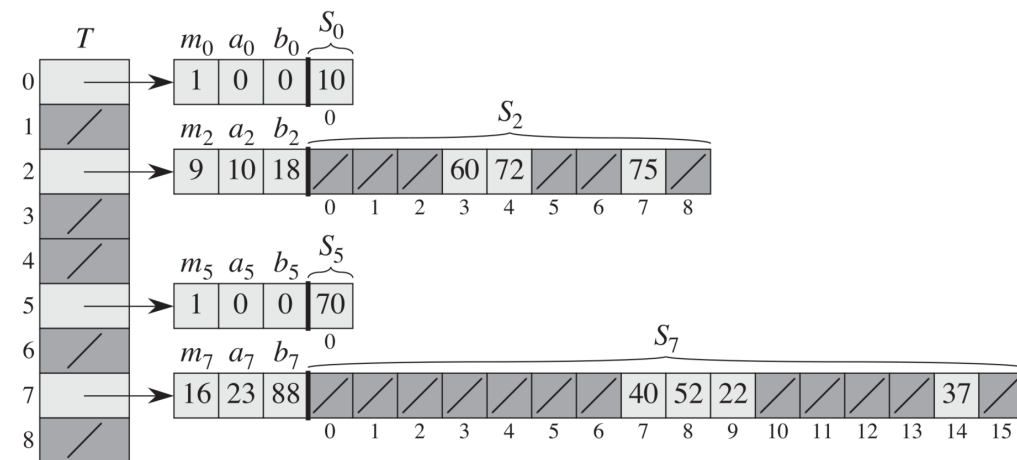 T m₀ a₀ b₀ S₀
0 1 0 0 10
0
1 m₂ a₂ b₂ S₂
2 9 10 18 60 72 75
0 1 2 3 4 5 6 7 8
3
4 m₅ a₅ b₅ S₅
5 1 0 0 70
0
6 m₇ a₇ b₇ S₇
7 16 23 88 40 52 22 37
0 1 2 3 4 5 6 7 8 9 10 11 12 13 14 15
8